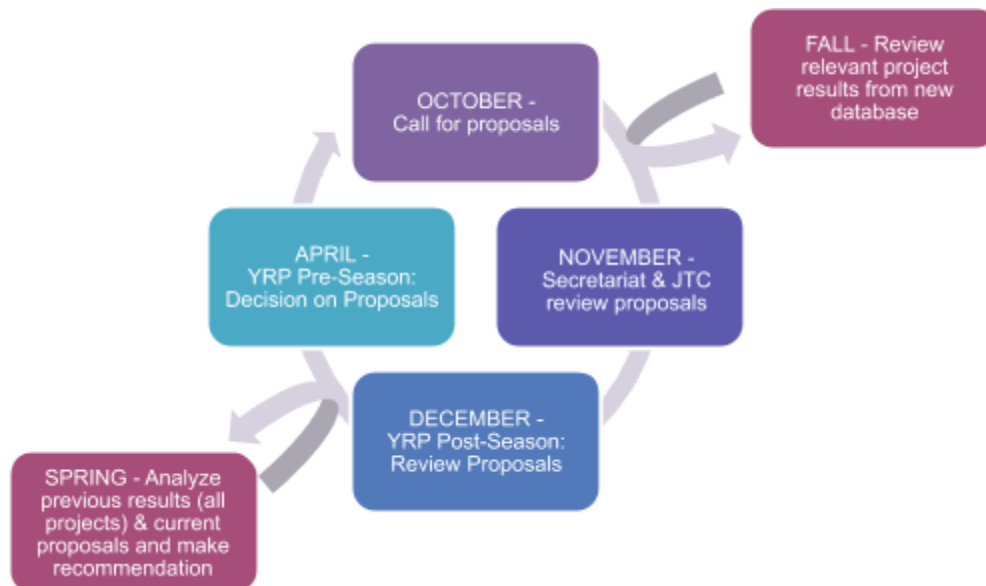 OCTOBER -
Call for proposals
FALL - Review
relevant project
results from new
database
NOVEMBER -
Secretariat & JTC
review proposals
DECEMBER -
YRP Post-Season:
Review Proposals
SPRING - Analyze
previous results (all
projects) & current
proposals and make
recommendation
APRIL -
YRP Pre-Season:
Decision on Proposals